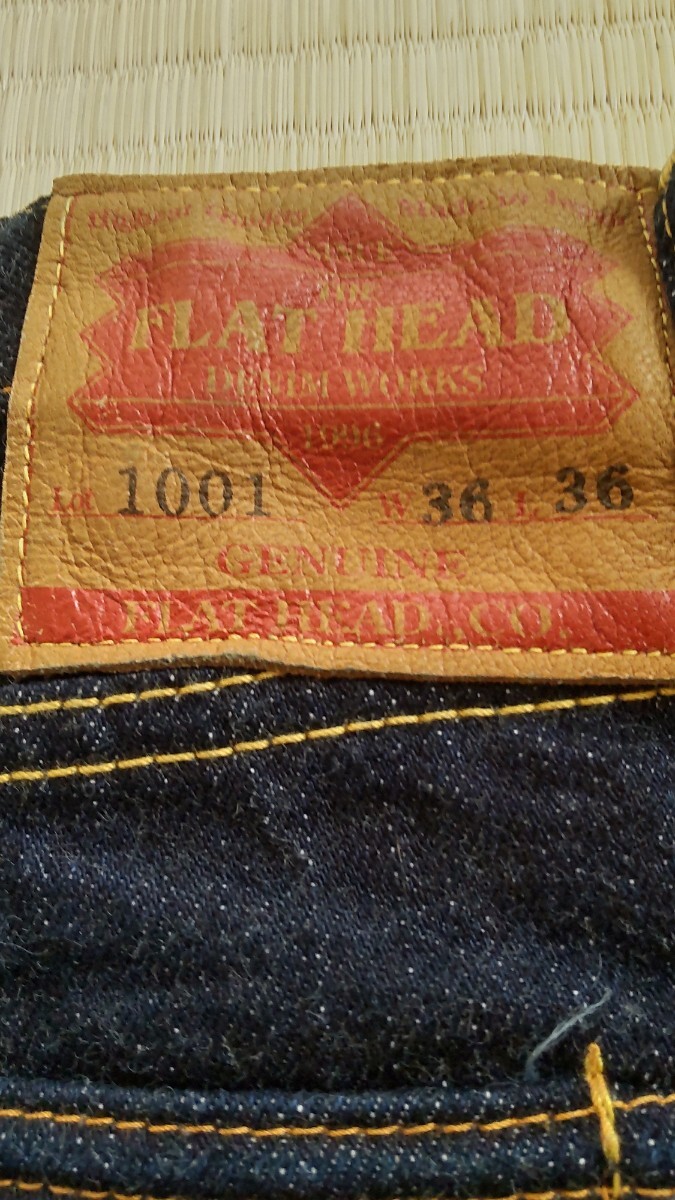 Highest Quality Made in Japan
SINCE
THE
FLAT HEAD
DENIM WORKS
1996
Lot 1001 W 36 L 36
GENUINE
FLAT HEAD.,CO.